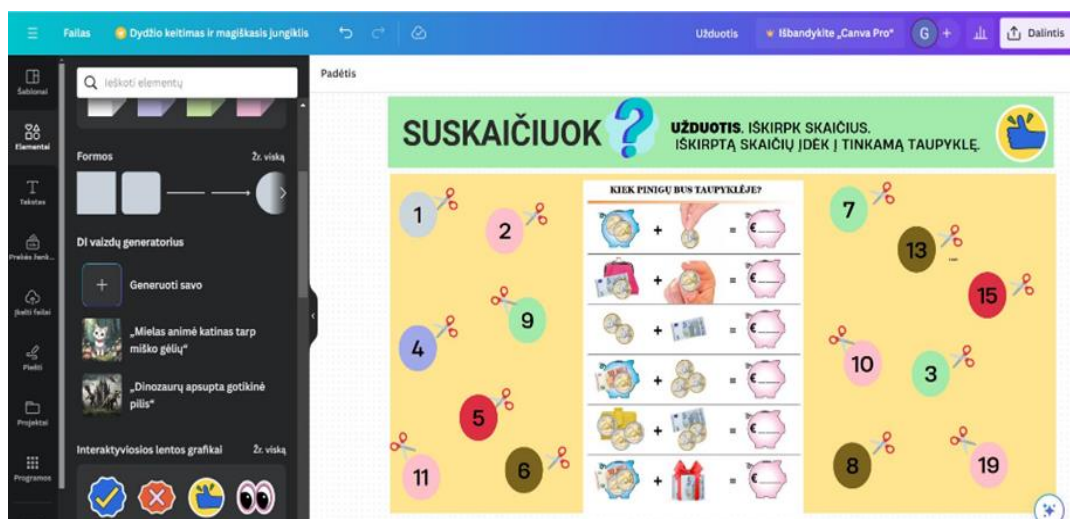 Failas
Dydžio keitimas ir magiškasis jungiklis
Užduotis
Išbandykite „Canva Pro“
G
+
Dalintis
Šablonai
Elementai
Tekstas
Prekės ženk...
Įkelti failai
Piešti
Projektai
Programos
Ieškoti elementų
Formos
Žr. viską
DI vaizdų generatorius
+
Generuoti savo
„Mielas animė katinas tarp
miško gėlių“
„Dinozaurų apsupta gotikinė
pilis“
Interaktyviosios lentos grafikai
Žr. viską
Padėtis
SUSKAIČIUOK ?
UŽDUOTIS. IŠKIRPK SKAIČIUS.
IŠKIRPTĄ SKAIČIŲ ĮDĖK Į TINKAMĄ TAUPYKLĘ.
1
2
9
4
5
11
6
KIEK PINIGŲ BUS TAUPYKLĖJE?
+ = €
+ = €
+ = €
+ = €
+ = €
+ = €
7
13
15
10
3
8
19